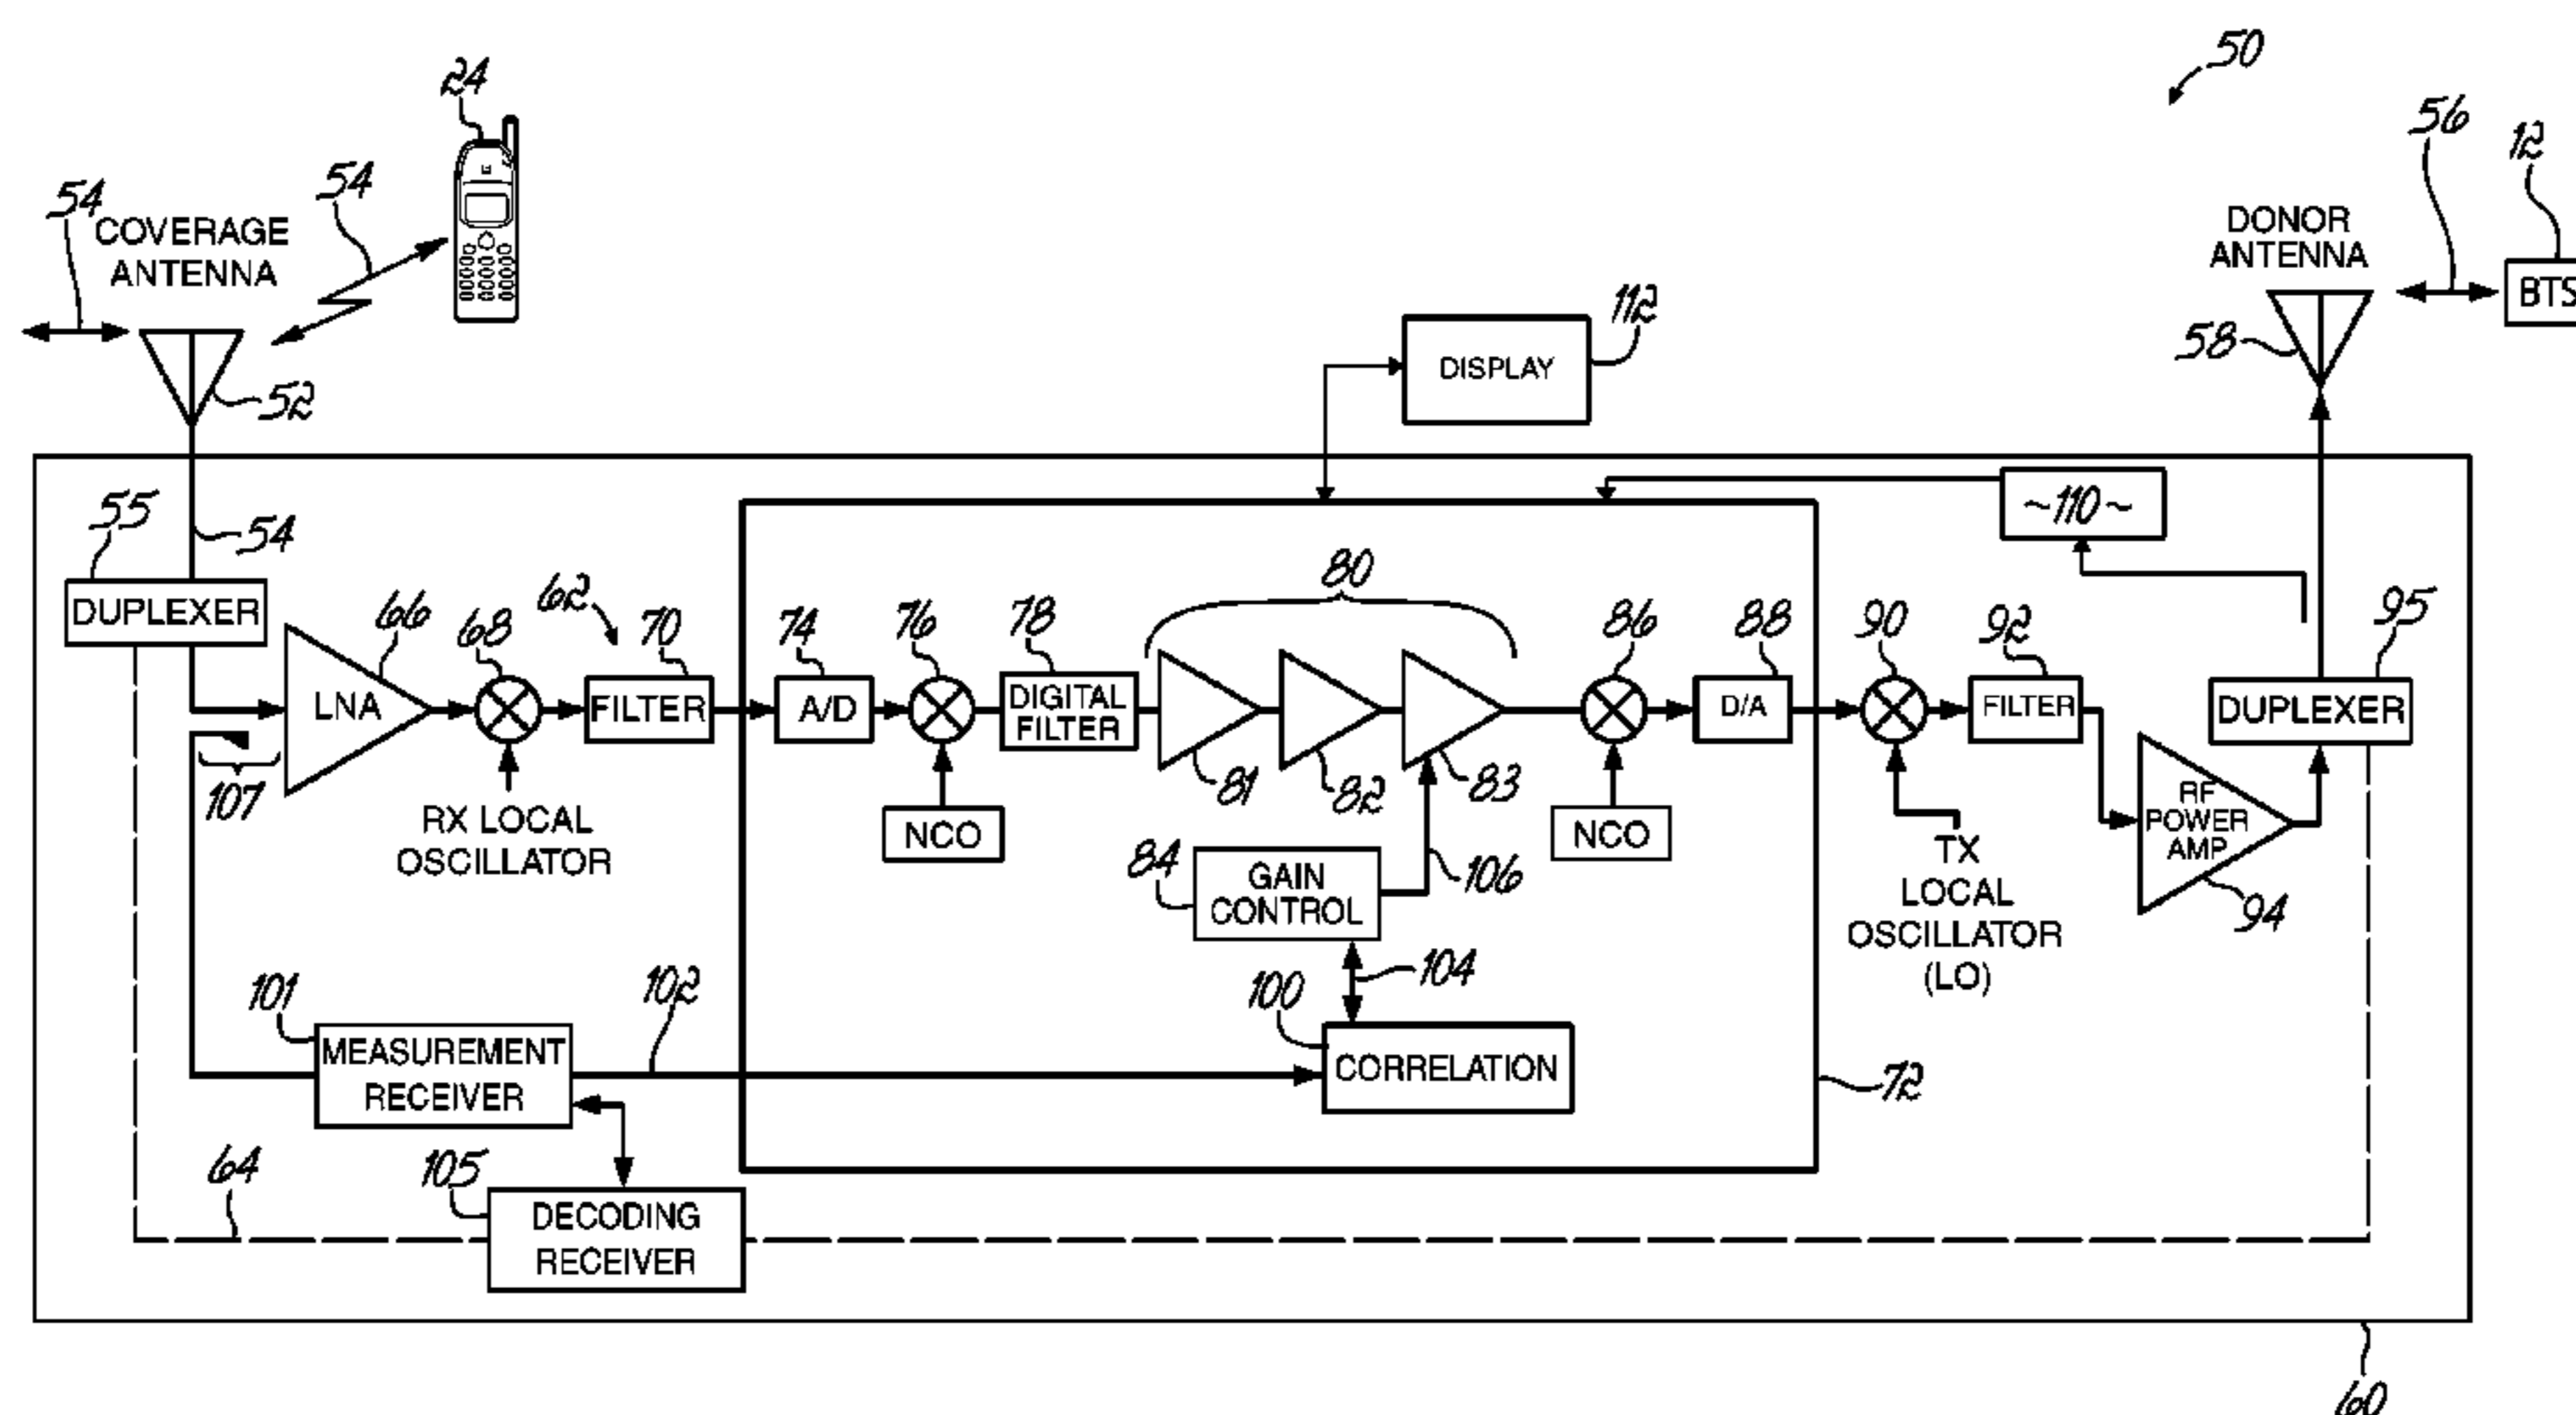 50
24
56
12
54
54
COVERAGE
ANTENNA
DONOR
ANTENNA
BTS
112
DISPLAY
58
52
55
54
~110~
DUPLEXER
66
68
62
70
74
76
78
80
86
88
90
92
95
LNA
FILTER
A/D
DIGITAL
FILTER
D/A
FILTER
DUPLEXER
107
81
82
83
RX LOCAL
OSCILLATOR
NCO
NCO
RF
POWER
AMP
84
GAIN
CONTROL
106
TX
LOCAL
OSCILLATOR
(LO)
94
101
102
100
104
MEASUREMENT
RECEIVER
CORRELATION
72
64
105
DECODING
RECEIVER
60